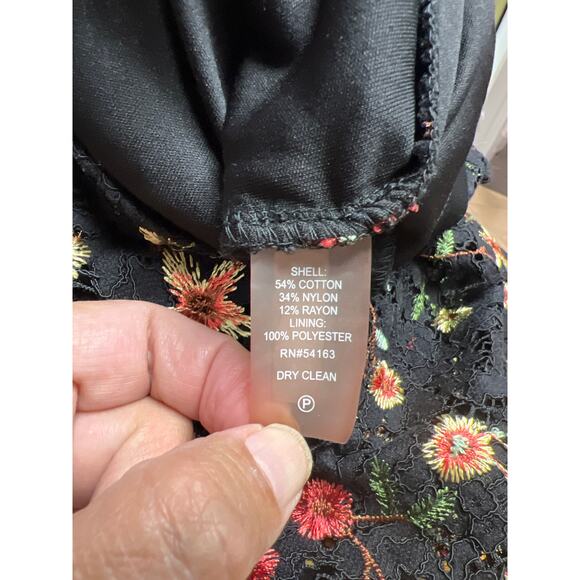 SHELL:
54% COTTON
34% NYLON
12% RAYON
LINING:
100% POLYESTER
RN#54163
DRY CLEAN
P